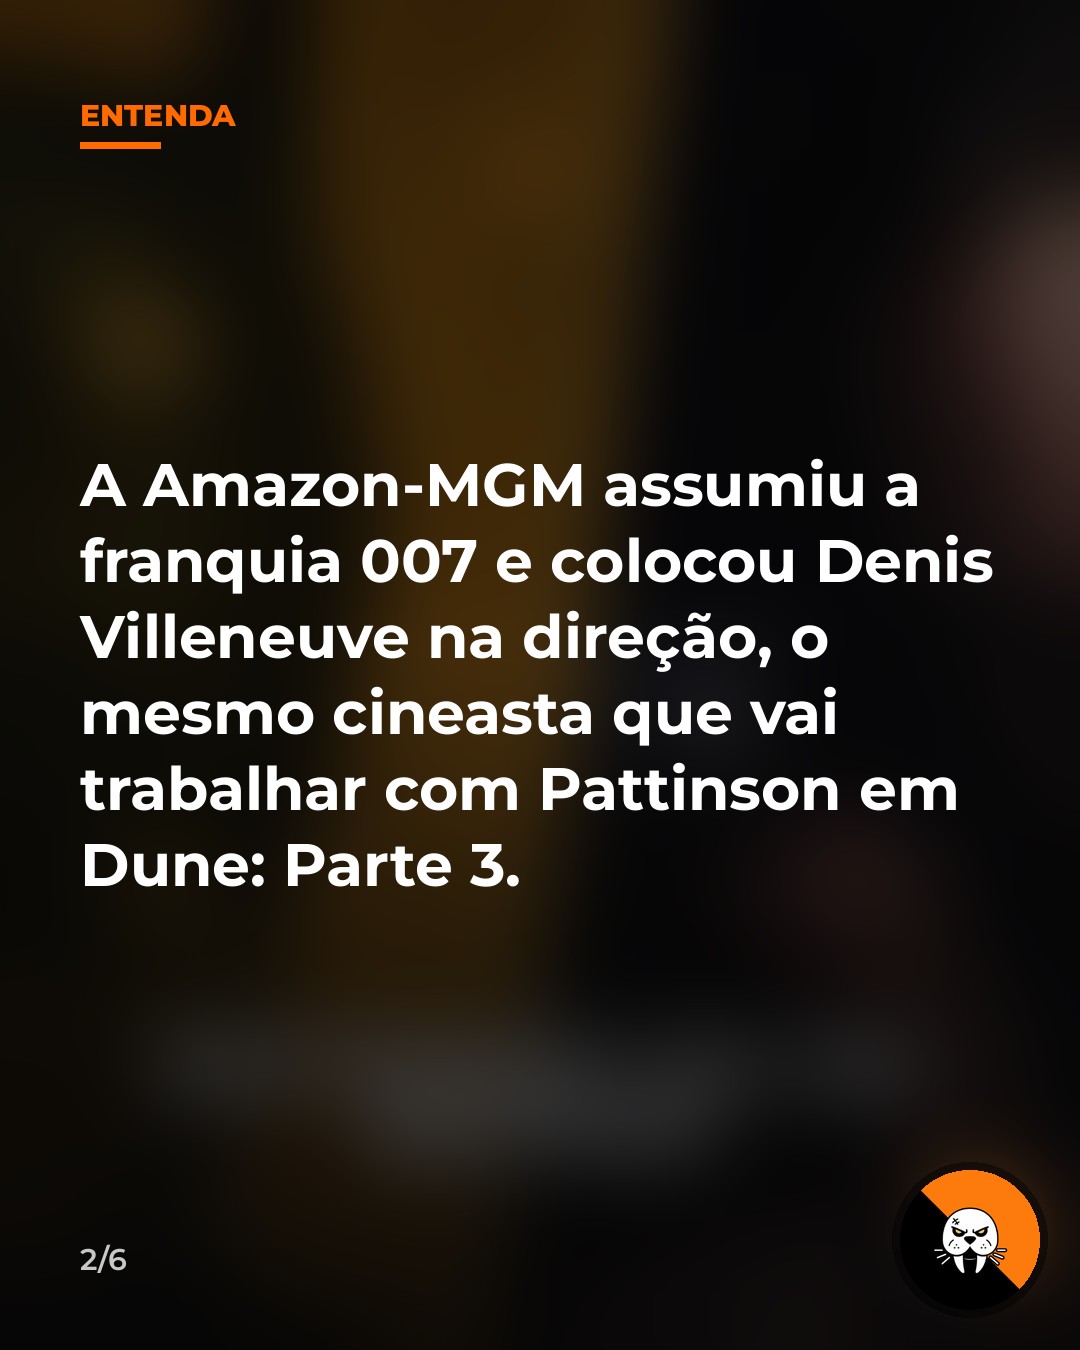 ENTENDA
A Amazon-MGM assumiu a
franquia 007 e colocou Denis
Villeneuve na direção, o
mesmo cineasta que vai
trabalhar com Pattinson em
Dune: Parte 3.
2/6